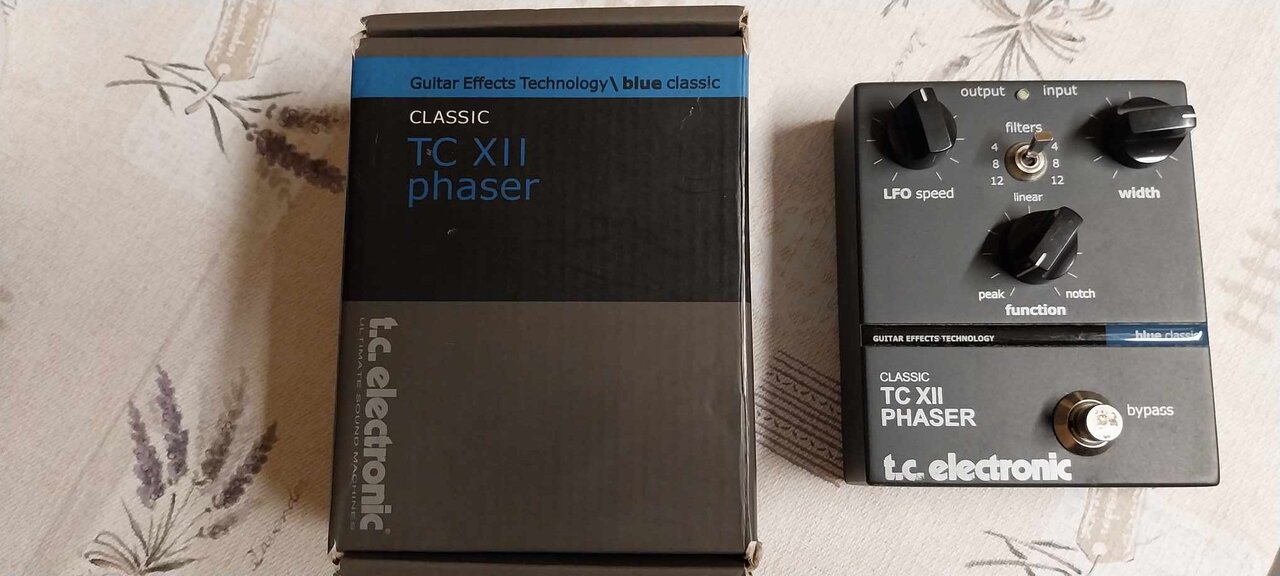 Guitar Effects Technology\ blue classic
CLASSIC
TC XII
phaser
t.c. electronic®
ULTIMATE SOUND MACHINES
output input
filters
4 4
8 8
12 12
LFO speed
width
linear
peak notch
function
GUITAR EFFECTS TECHNOLOGY
blue classic
CLASSIC
TC XII
PHASER
bypass
t.c. electronic